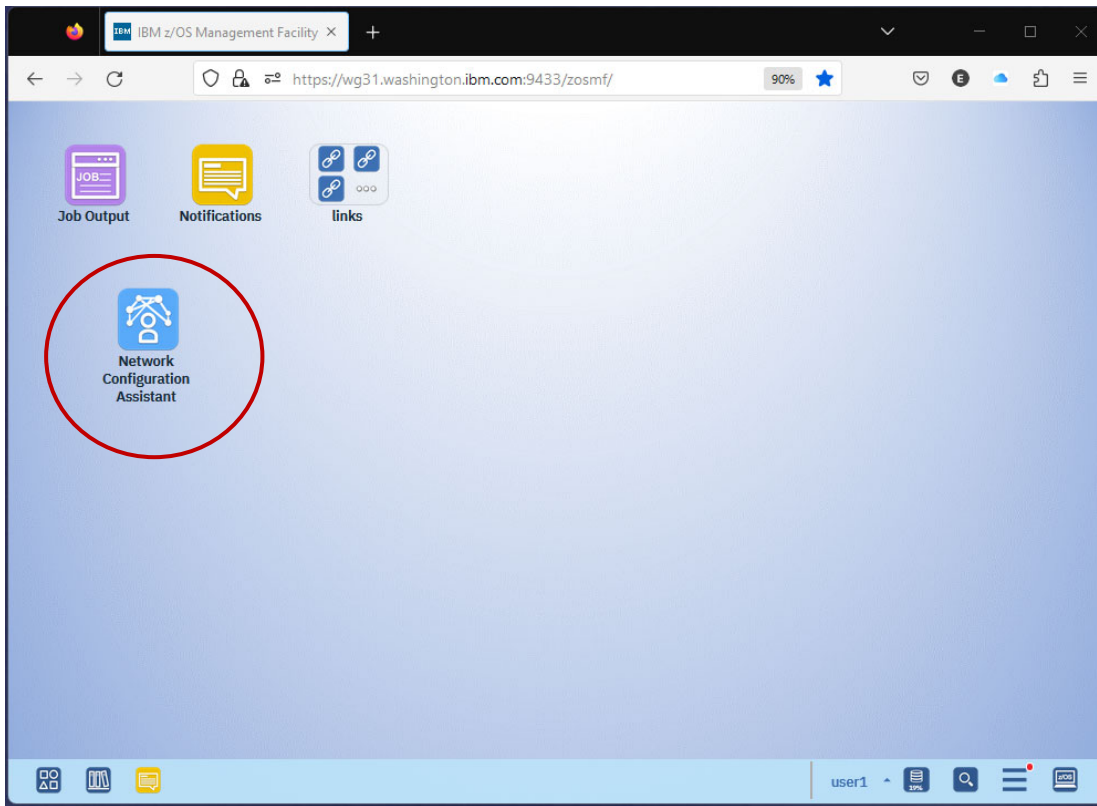 IBM IBM z/OS Management Facility
https://wg31.washington.ibm.com:9433/zosmf/ 90% E
JOB
Job Output Notifications links
Network
Configuration
Assistant
user1 19% z/OS